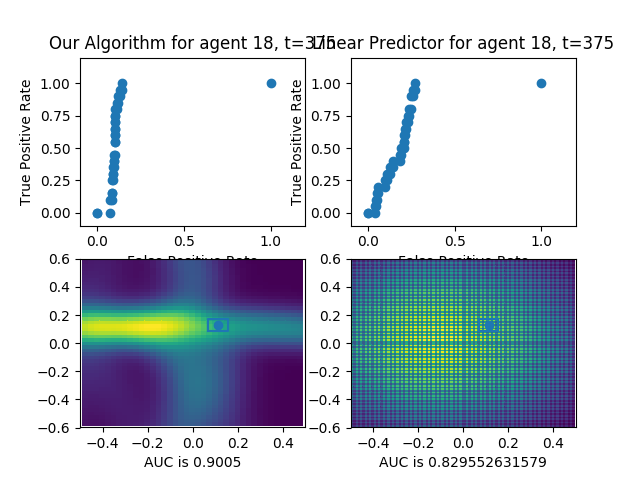 Our Algorithm for agent 18, t=375
Linear Predictor for agent 18, t=375
True Positive Rate
1.00
0.75
0.50
0.25
0.00
0.0 0.5 1.0
False Positive Rate
True Positive Rate
1.00
0.75
0.50
0.25
0.00
0.0 0.5 1.0
False Positive Rate
0.6
0.4
0.2
0.0
−0.2
−0.4
−0.6
−0.4 −0.2 0.0 0.2 0.4
AUC is 0.9005
0.6
0.4
0.2
0.0
−0.2
−0.4
−0.6
−0.4 −0.2 0.0 0.2 0.4
AUC is 0.829552631579